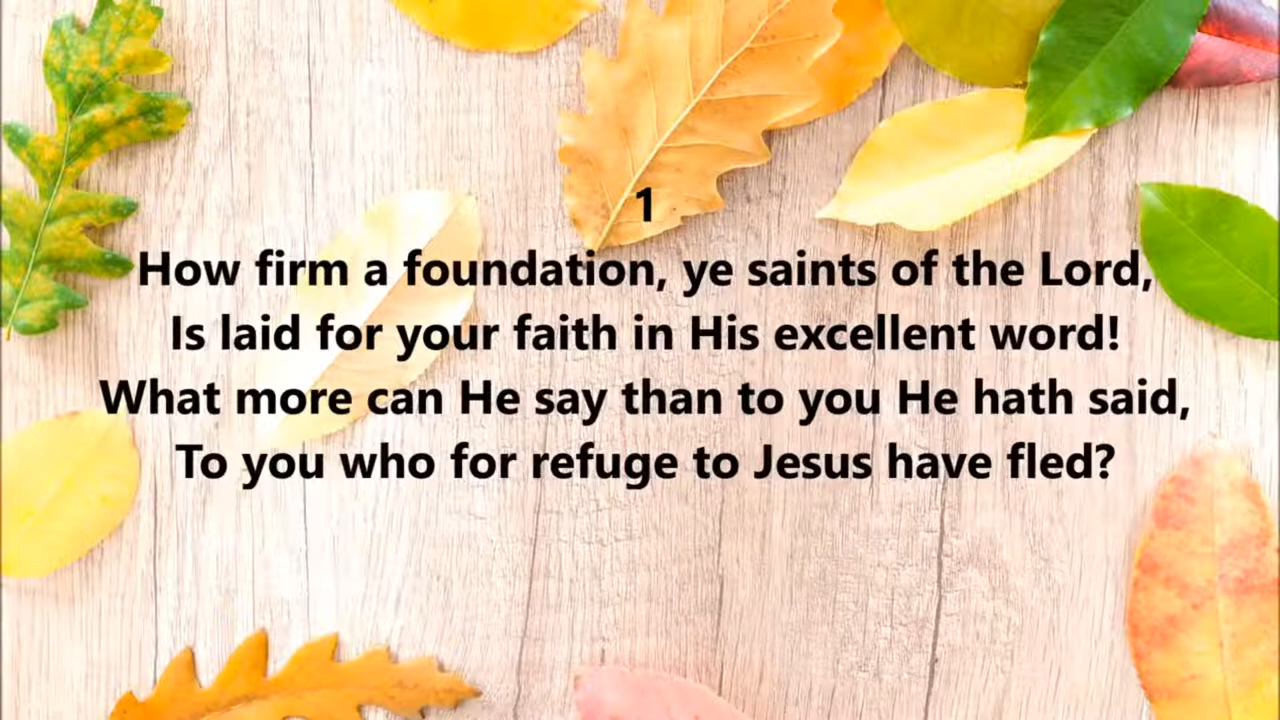 1
How firm a foundation, ye saints of the Lord,
Is laid for your faith in His excellent word!
What more can He say than to you He hath said,
To you who for refuge to Jesus have fled?